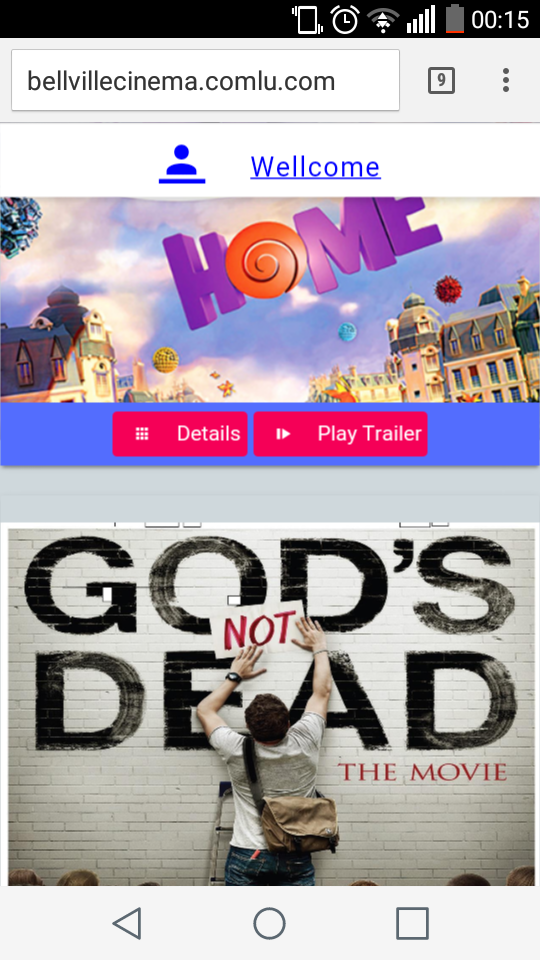 00:15
bellvillecinema.comlu.com
9
Wellcome
HOME
Details
Play Trailer
GOD'S
NOT
DEAD
THE MOVIE